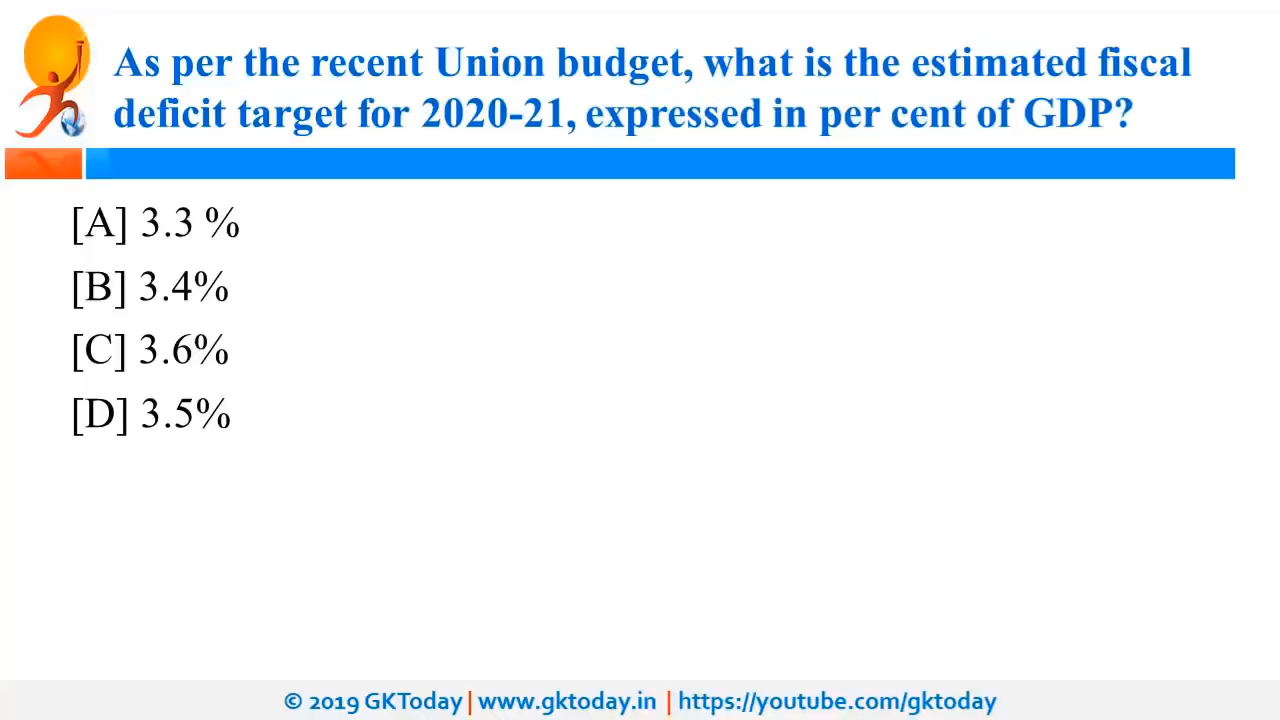 As per the recent Union budget, what is the estimated fiscal
deficit target for 2020-21, expressed in per cent of GDP?
[A] 3.3 %
[B] 3.4%
[C] 3.6%
[D] 3.5%
© 2019 GKToday | www.gktoday.in | https://youtube.com/gktoday